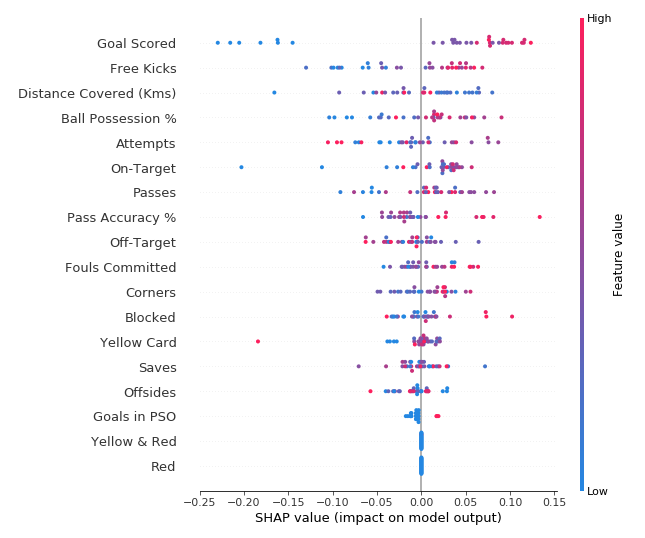 High
Goal Scored
Free Kicks
Distance Covered (Kms)
Ball Possession %
Attempts
On-Target
Passes
Pass Accuracy %
Off-Target
Fouls Committed
Corners
Blocked
Yellow Card
Saves
Offsides
Goals in PSO
Yellow & Red
Red
Feature value
Low
−0.25 −0.20 −0.15 −0.10 −0.05 0.00 0.05 0.10 0.15
SHAP value (impact on model output)